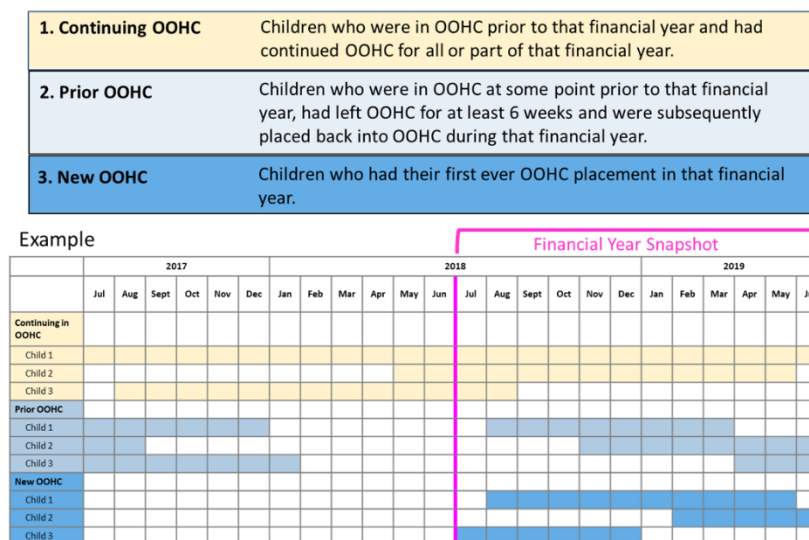 1. Continuing OOHC
Children who were in OOHC prior to that financial year and had
continued OOHC for all or part of that financial year.
2. Prior OOHC
Children who were in OOHC at some point prior to that financial
year, had left OOHC for at least 6 weeks and were subsequently
placed back into OOHC during that financial year.
3. New OOHC
Children who had their first ever OOHC placement in that financial
year.
Example
Financial Year Snapshot
2017 2018 2019
Jul Aug Sept Oct Nov Dec Jan Feb Mar Apr May Jun Jul Aug Sept Oct Nov Dec Jan Feb Mar Apr May
Continuing in
OOHC
Child 1
Child 2
Child 3
Prior OOHC
Child 1
Child 2
Child 3
New OOHC
Child 1
Child 2
Child 3